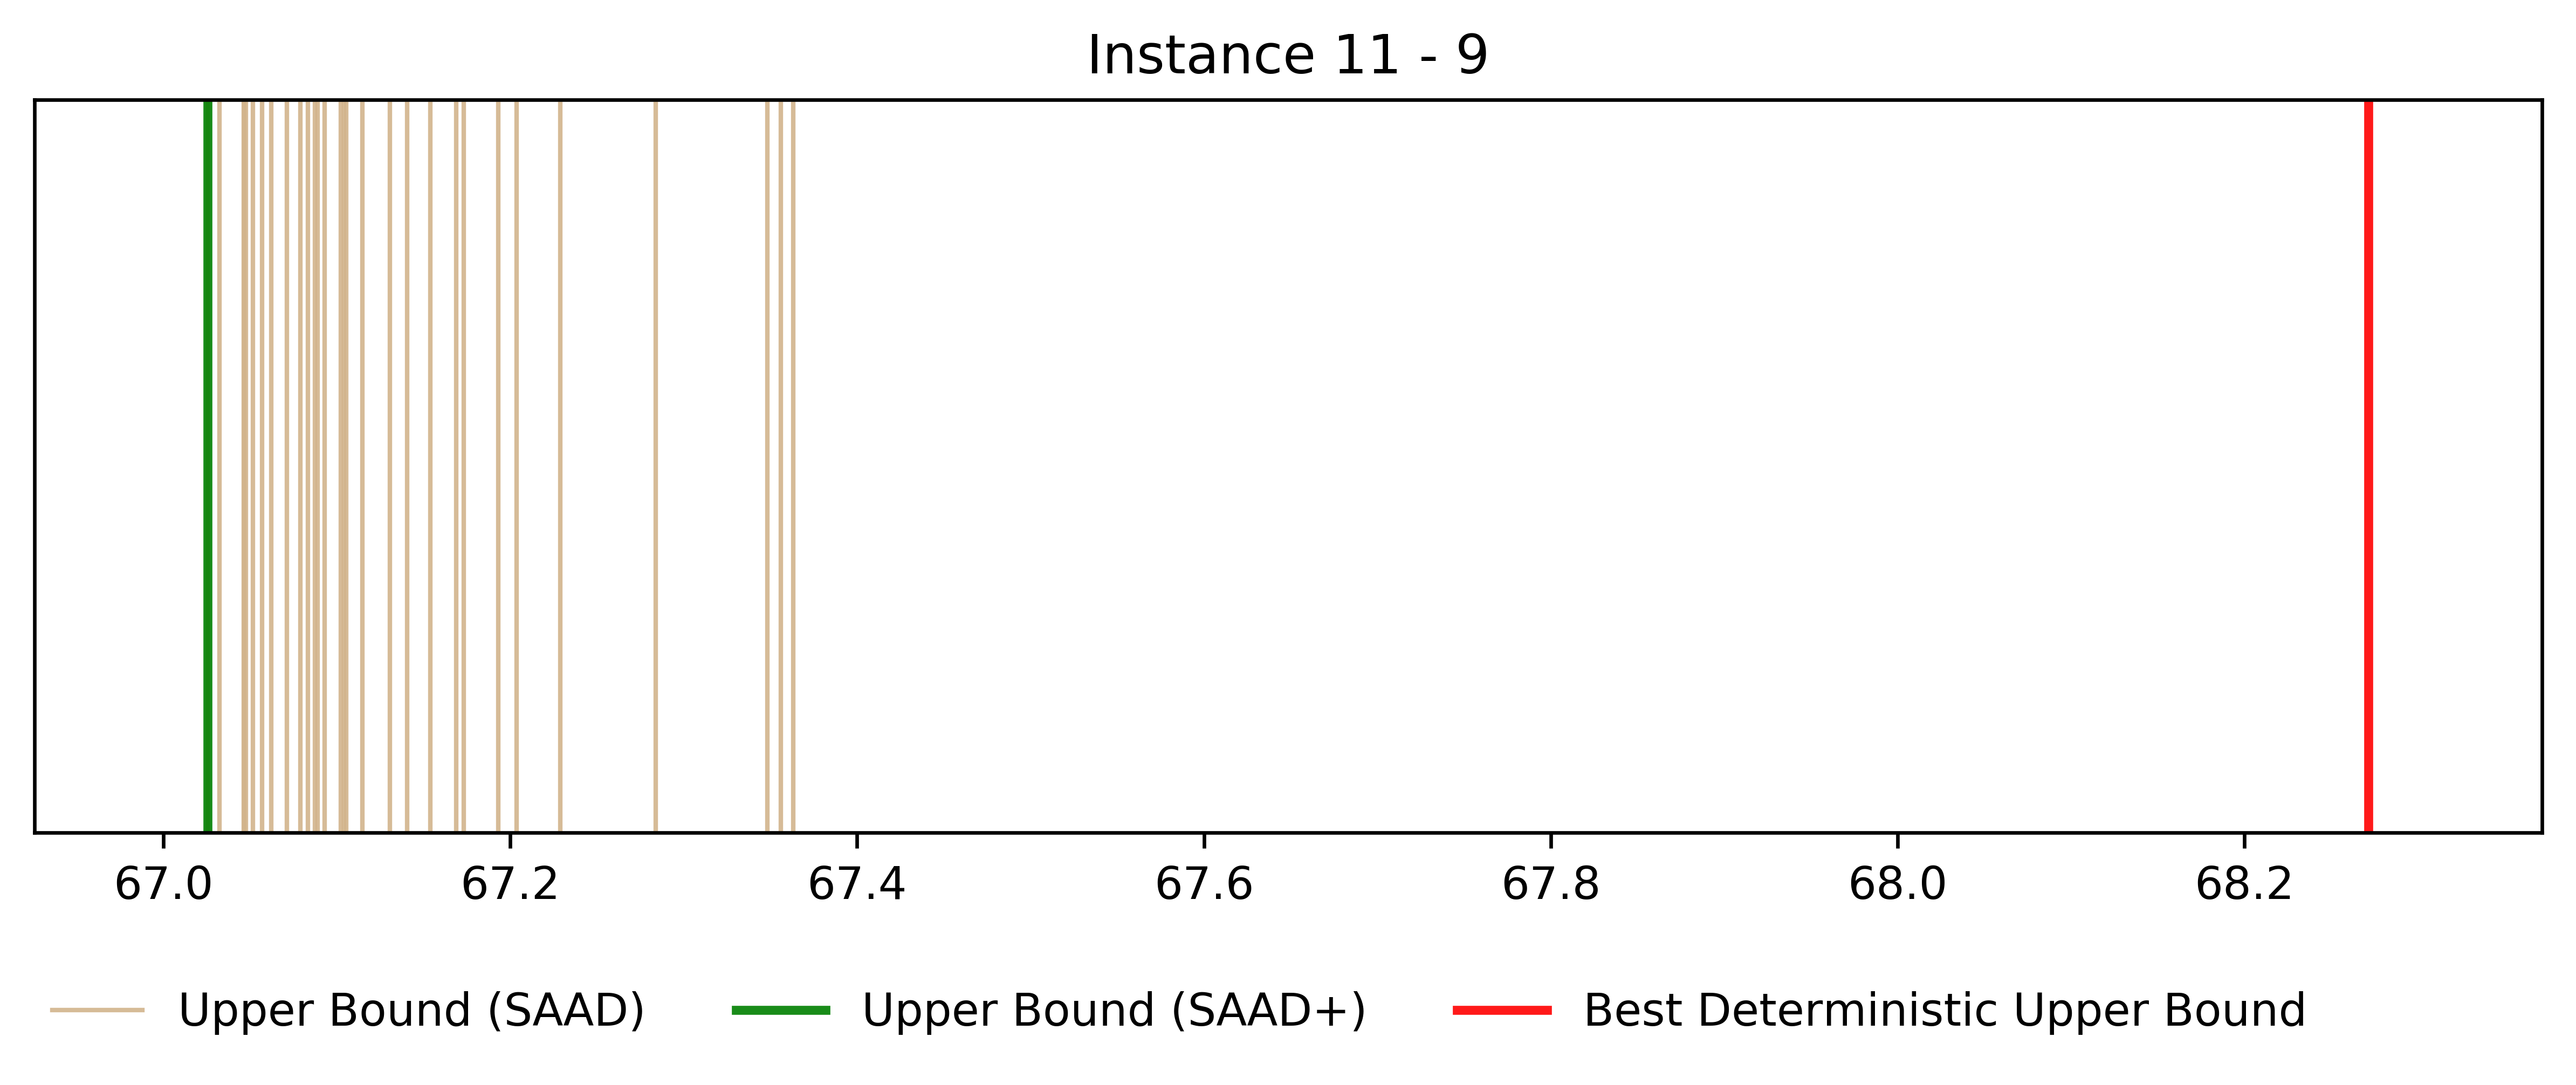 Instance 11 - 9
67.0 67.2 67.4 67.6 67.8 68.0 68.2
Upper Bound (SAAD) Upper Bound (SAAD+) Best Deterministic Upper Bound